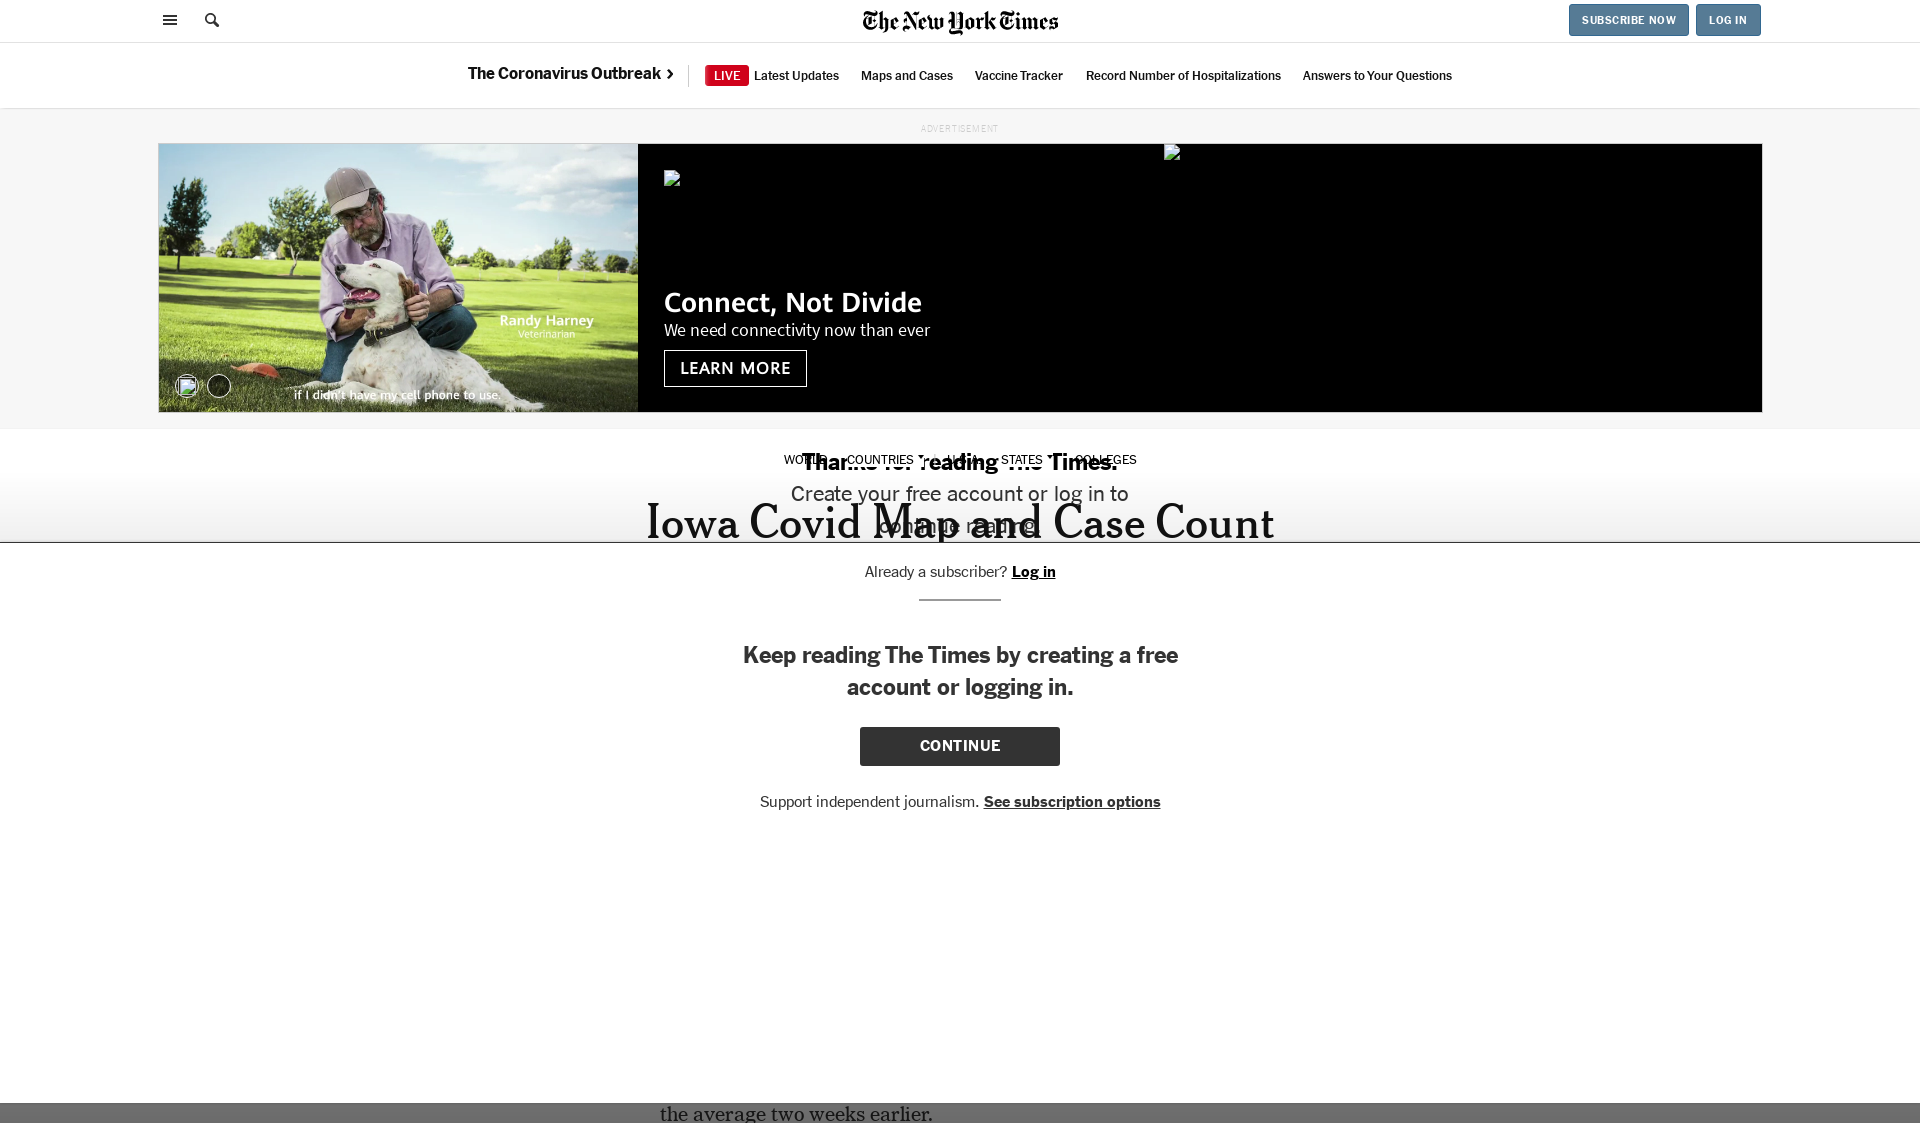 The New York Times
SUBSCRIBE NOW
LOG IN
The Coronavirus Outbreak
LIVE Latest Updates
Maps and Cases
Vaccine Tracker
Record Number of Hospitalizations
Answers to Your Questions
ADVERTISEMENT
Connect, Not Divide
We need connectivity now than ever
LEARN MORE
Randy Harney
Veterinarian
if I didn't have my cell phone to use.
WORLD
COUNTRIES
U.S.A.
STATES
COLLEGES
Thanks for reading The Times.
Create your free account or log in to
continue reading.
Iowa Covid Map and Case Count
Already a subscriber? Log in
Keep reading The Times by creating a free
account or logging in.
CONTINUE
Support independent journalism. See subscription options
the average two weeks earlier.